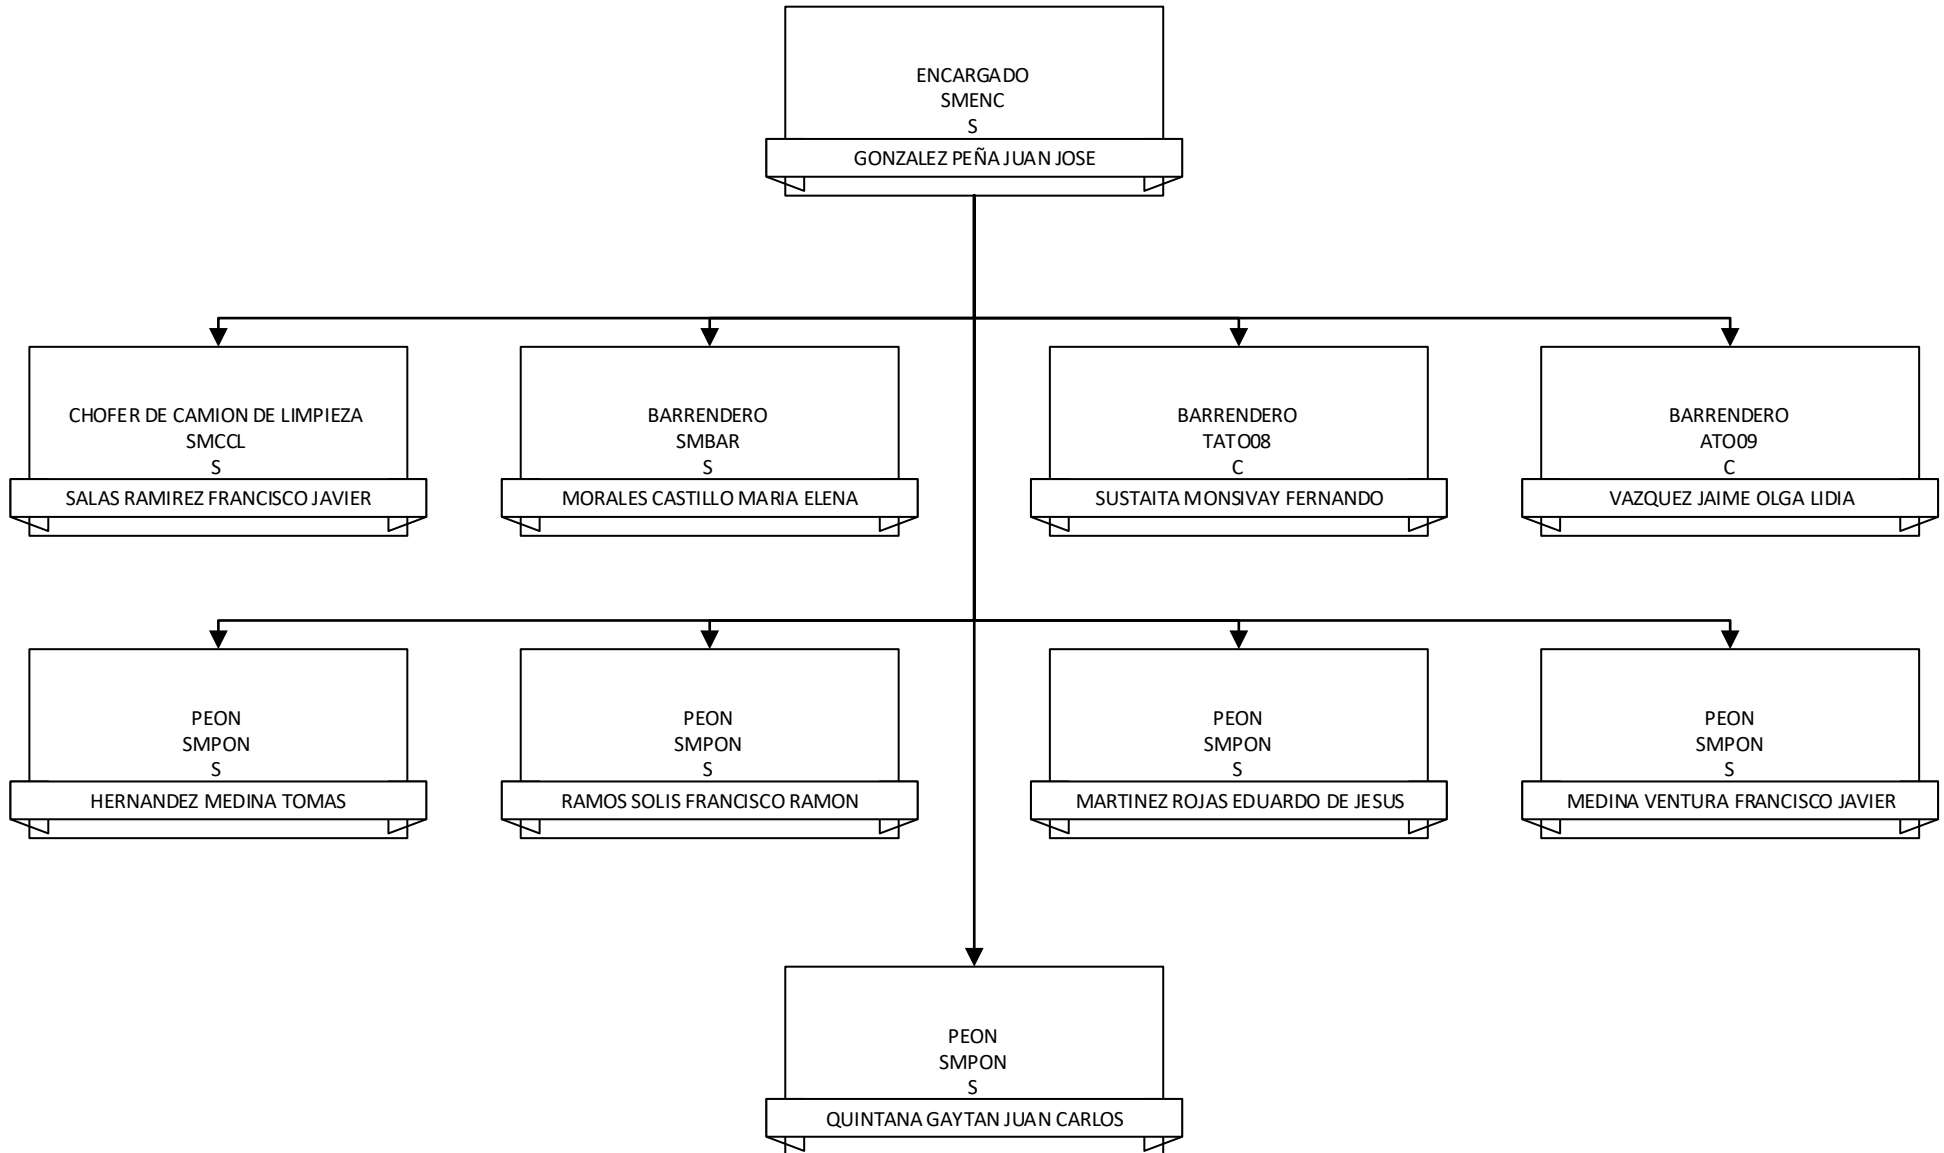 ENCARGADO
SMENC
S
GONZALEZ PEÑA JUAN JOSE
CHOFER DE CAMION DE LIMPIEZA
SMCCL
S
SALAS RAMIREZ FRANCISCO JAVIER
BARRENDERO
SMBAR
S
MORALES CASTILLO MARIA ELENA
BARRENDERO
TATO08
C
SUSTAITA MONSIVAY FERNANDO
BARRENDERO
ATO09
C
VAZQUEZ JAIME OLGA LIDIA
PEON
SMPON
S
HERNANDEZ MEDINA TOMAS
PEON
SMPON
S
RAMOS SOLIS FRANCISCO RAMON
PEON
SMPON
S
MARTINEZ ROJAS EDUARDO DE JESUS
PEON
SMPON
S
MEDINA VENTURA FRANCISCO JAVIER
PEON
SMPON
S
QUINTANA GAYTAN JUAN CARLOS